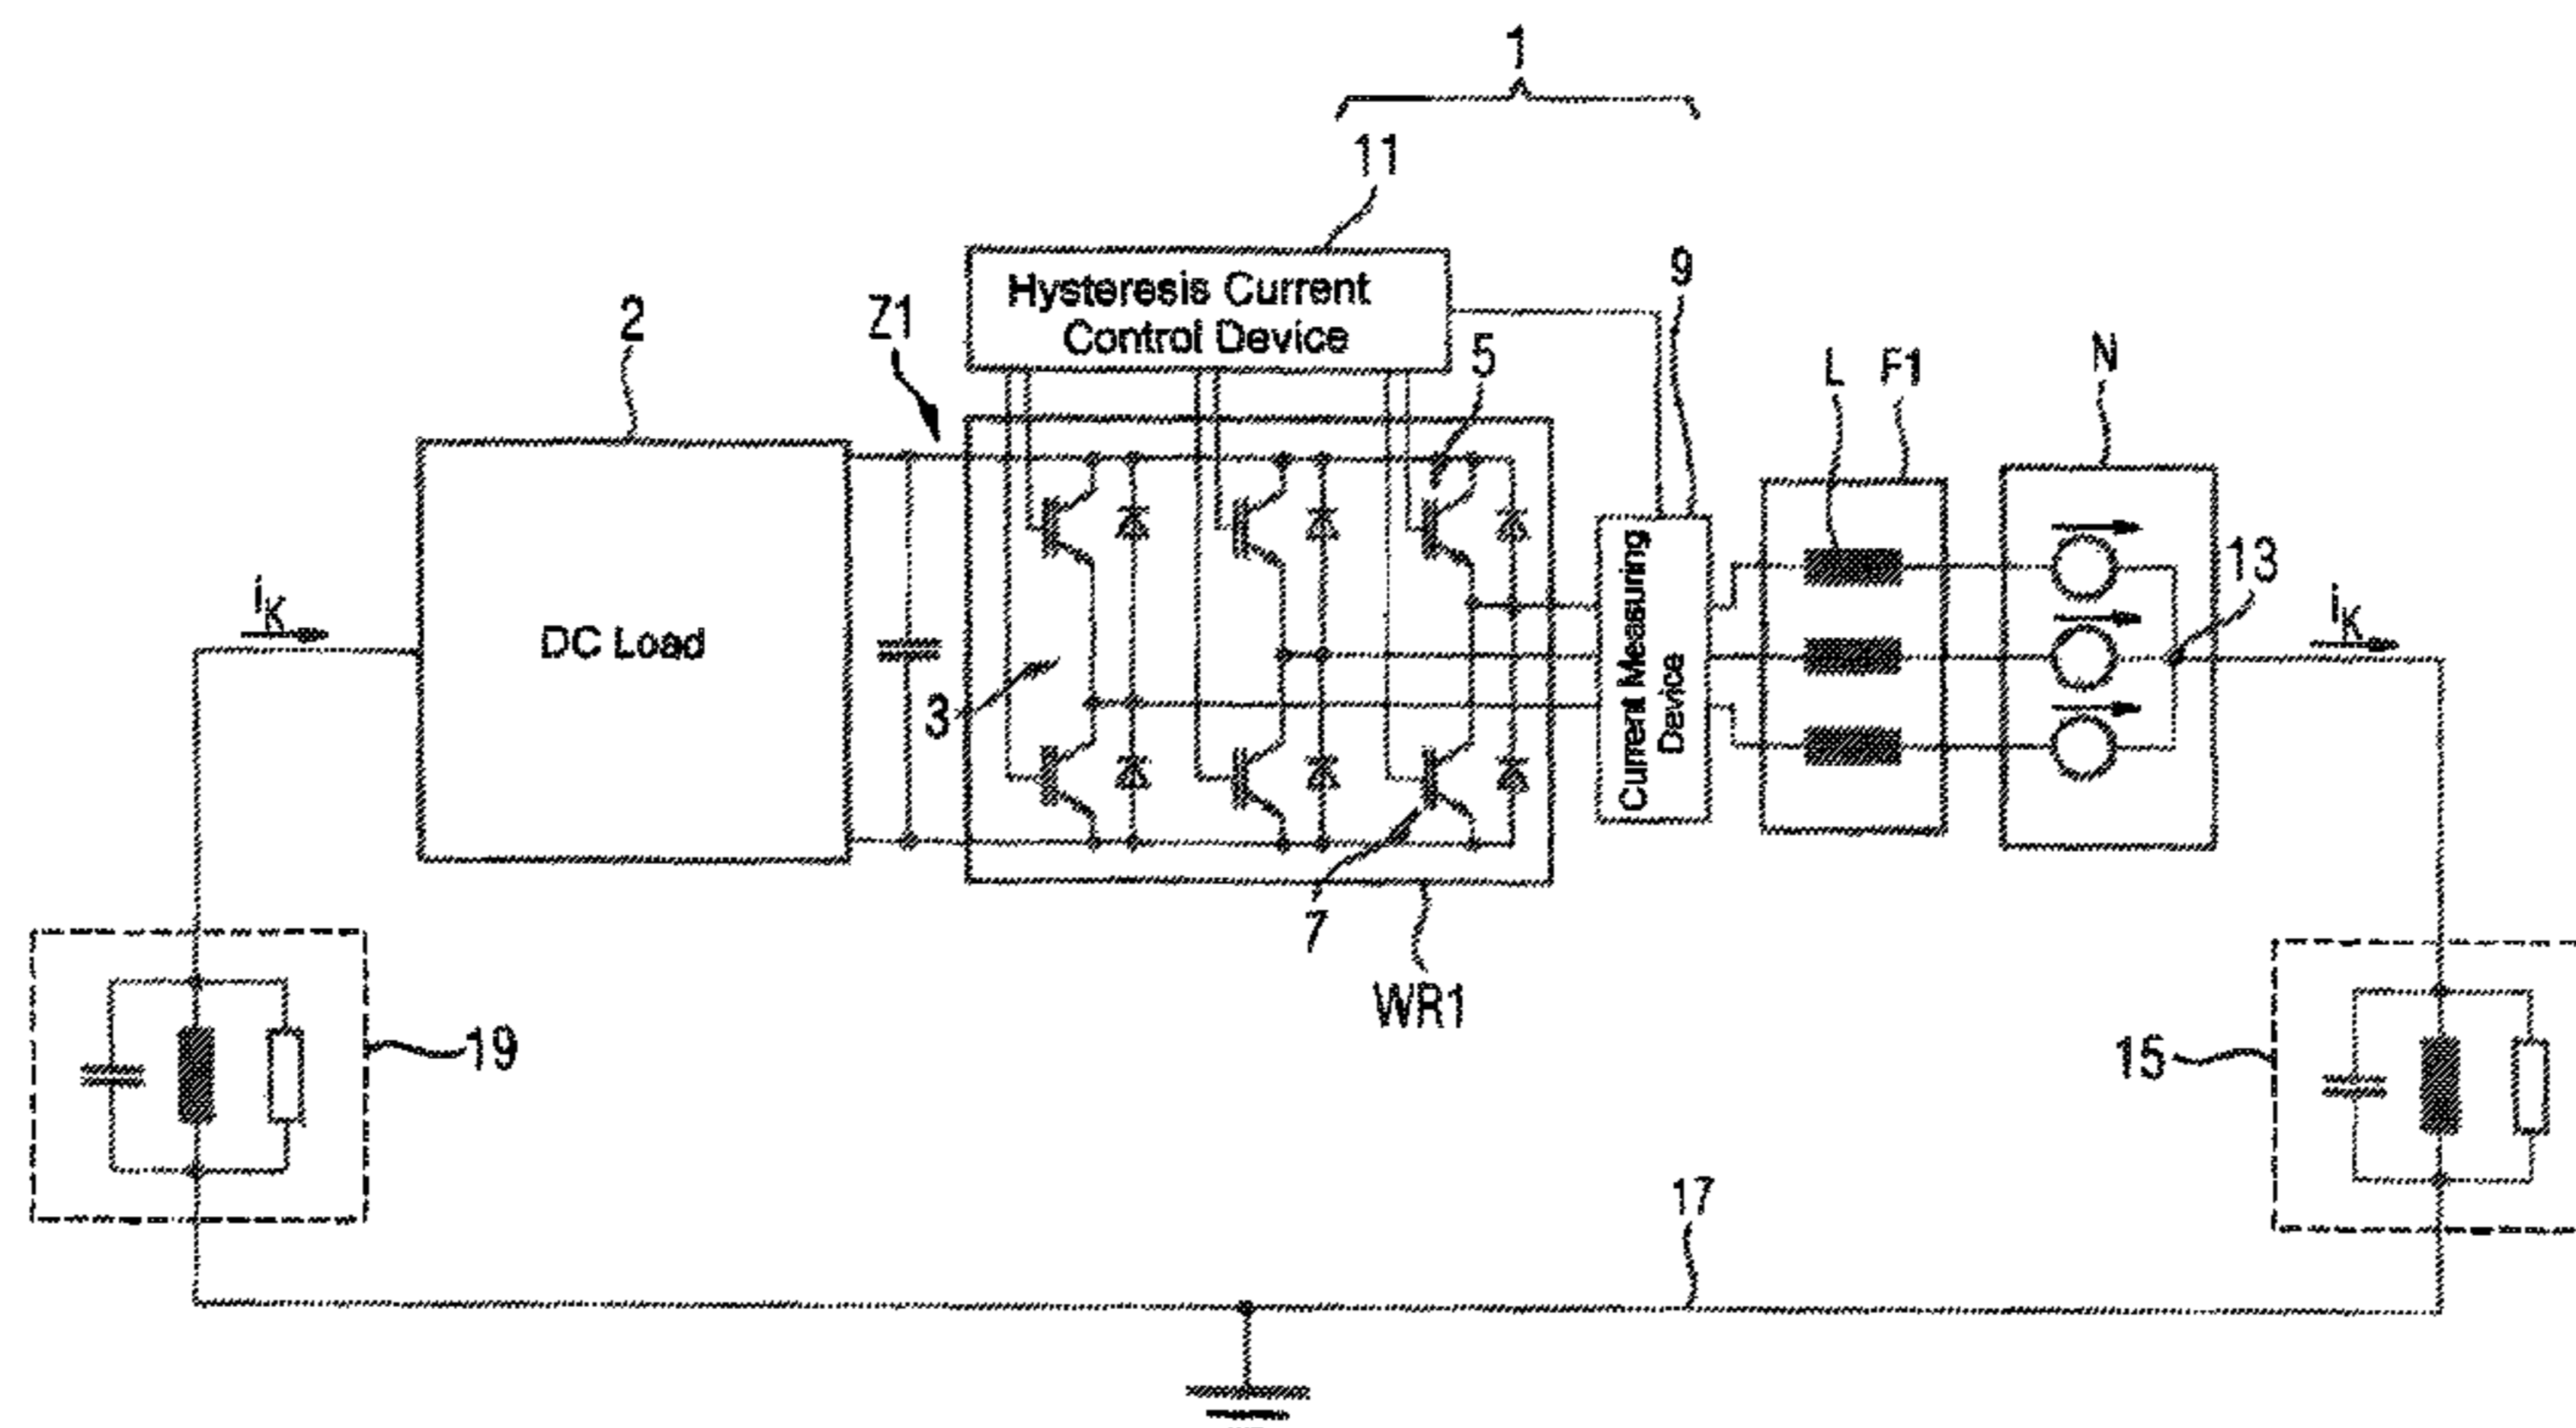 1
11
Hysteresis Current
Control Device
9
2
Z1
5
L
F1
N
13
iK
DC Load
Current Measuring
Device
iK
3
7
WR1
19
15
17